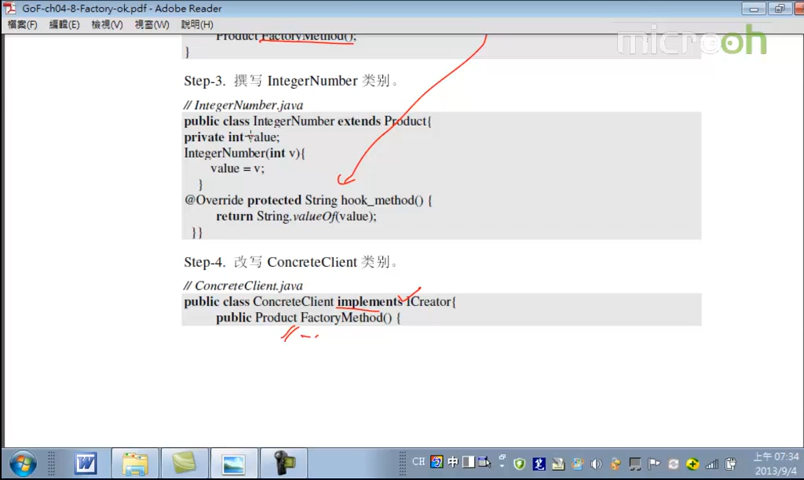 GoF-ch04-8-Factory-ok.pdf - Adobe Reader
檔案(F) 編輯(E) 檢視(V) 視窗(W) 說明(H)
microoh
Product FactoryMethod();
}
Step-3. 撰写 IntegerNumber 类别。
// IntegerNumber.java
public class IntegerNumber extends Product{
private int value;
IntegerNumber(int v){
value = v;
}
@Override protected String hook_method() {
return String.valueOf(value);
}}
Step-4. 改写 ConcreteClient 类别。
// ConcreteClient.java
public class ConcreteClient implements ICreator{
public Product FactoryMethod() {
CH 中
上午 07:34
2013/9/4